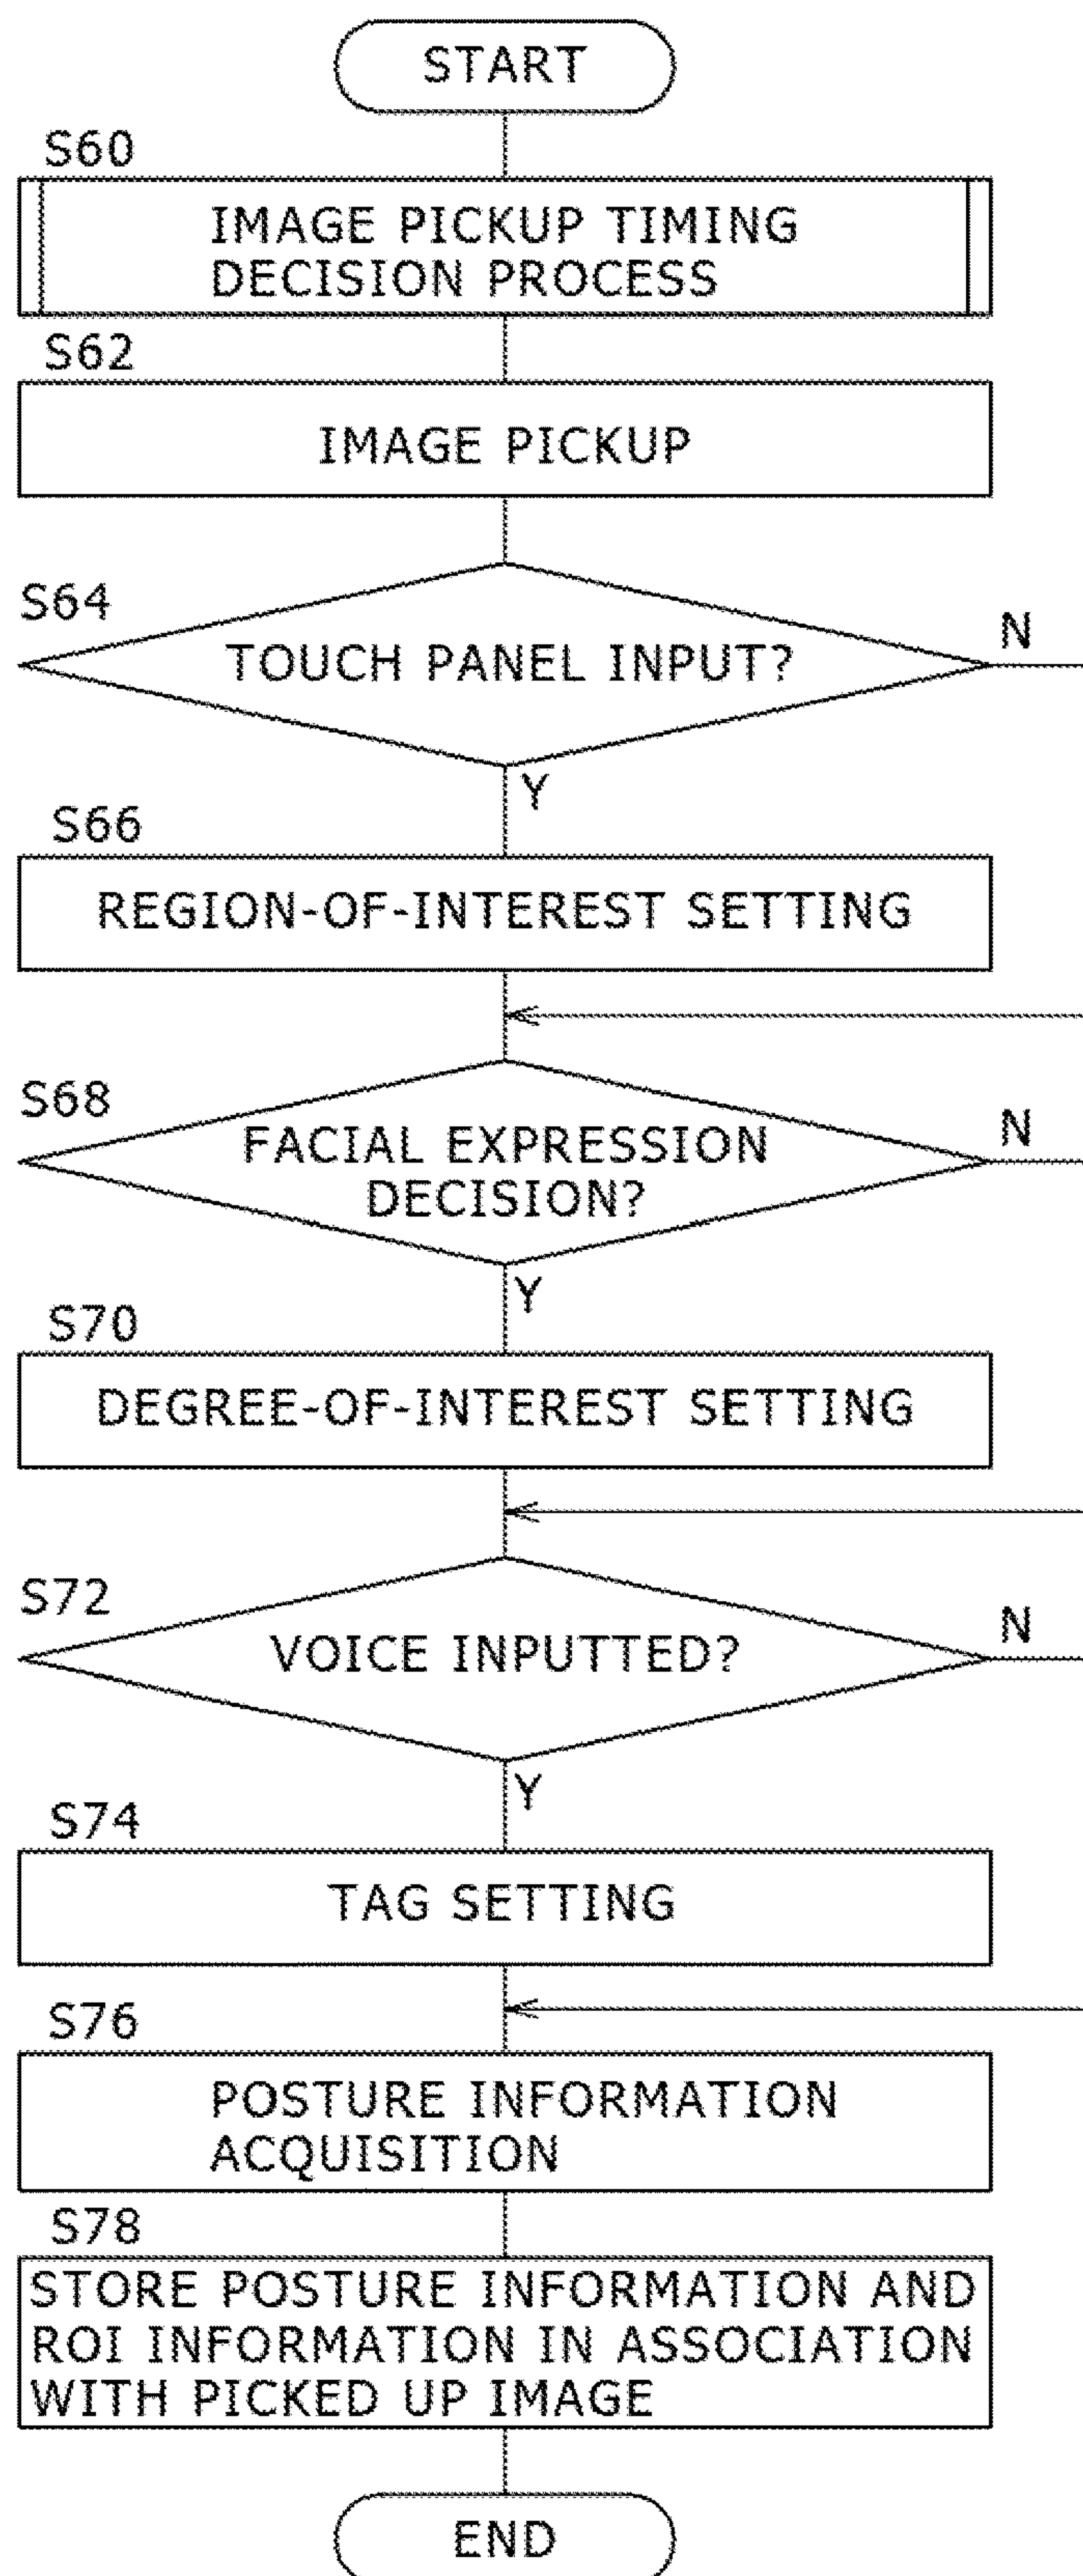 START
S60
IMAGE PICKUP TIMING
DECISION PROCESS
S62
IMAGE PICKUP
S64
TOUCH PANEL INPUT?
N
Y
S66
REGION-OF-INTEREST SETTING
S68
FACIAL EXPRESSION
DECISION?
N
Y
S70
DEGREE-OF-INTEREST SETTING
S72
VOICE INPUTTED?
N
Y
S74
TAG SETTING
S76
POSTURE INFORMATION
ACQUISITION
S78
STORE POSTURE INFORMATION AND
ROI INFORMATION IN ASSOCIATION
WITH PICKED UP IMAGE
END